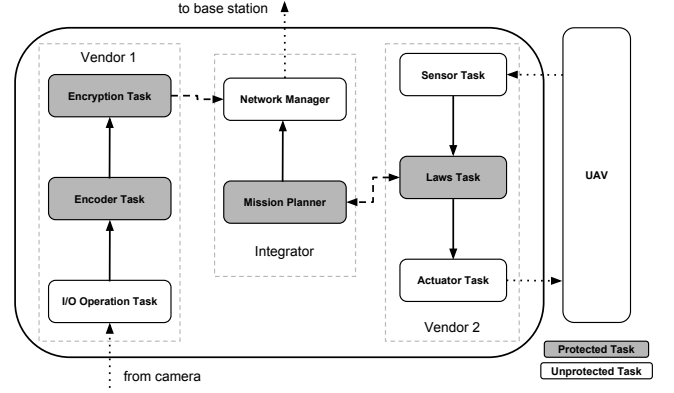 to base station
Vendor 1
Encryption Task
Encoder Task
I/O Operation Task
from camera
Network Manager
Mission Planner
Integrator
Sensor Task
Laws Task
Actuator Task
Vendor 2
UAV
Protected Task
Unprotected Task